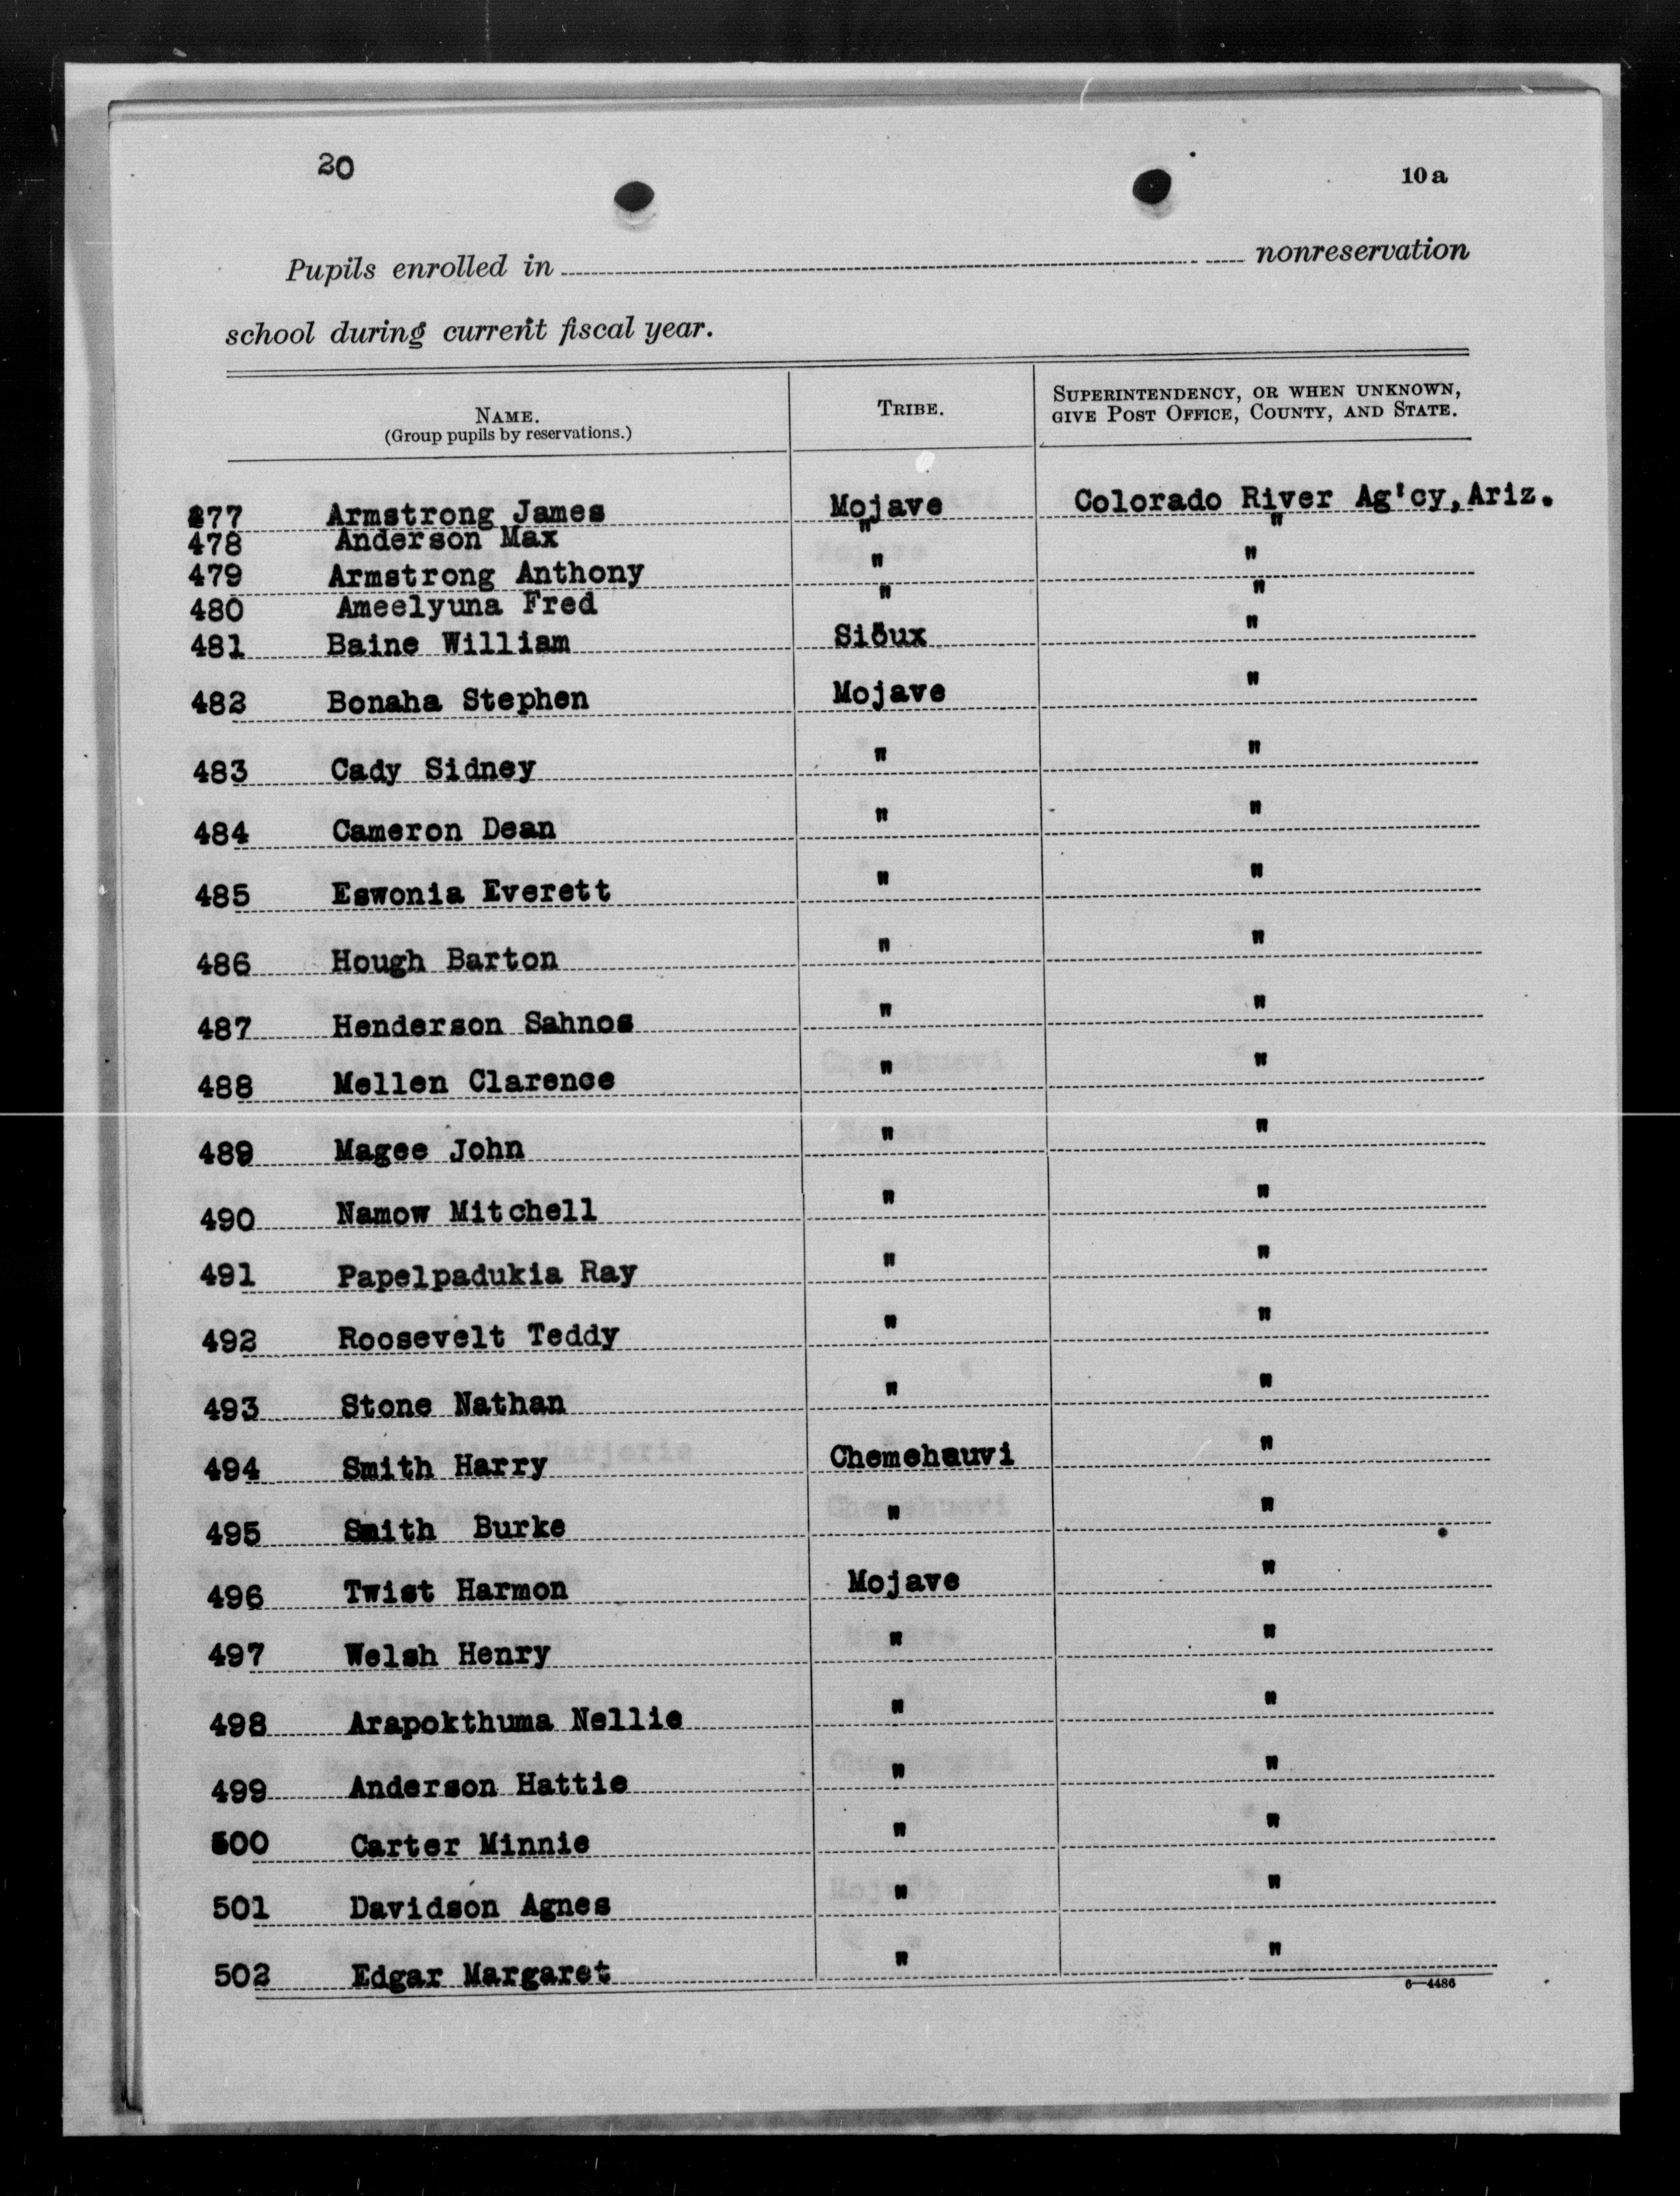 20
10a
Pupils enrolled in nonreservation
school during current fiscal year.
NAME. TRIBE. SUPERINTENDENCY, OR WHEN UNKNOWN,
(Group pupils by reservations.) GIVE POST OFFICE, COUNTY, AND STATE.
877 Armstrong James Mojave Colorado River Ag'cy, Ariz.
478 Anderson Max " "
479 Armstrong Anthony " "
480 Ameelyuna Fred " "
481 Baine William Sioux "
482 Bonaha Stephen Mojave "
483 Cady Sidney " "
484 Cameron Dean " "
485 Eswonia Everett " "
486 Hough Barton " "
487 Henderson Sahnos " "
488 Mellen Clarence " "
489 Magee John " "
490 Namow Mitchell " "
491 Papelpadukia Ray " "
492 Roosevelt Teddy " "
493 Stone Nathan " "
494 Smith Harry Chemehauvi "
495 Smith Burke " "
496 Twist Harmon Mojave "
497 Welsh Henry " "
498 Arapokthuma Nellie " "
499 Anderson Hattie " "
500 Carter Minnie " "
501 Davidson Agnes " "
502 Edgar Margaret " "
6—4486